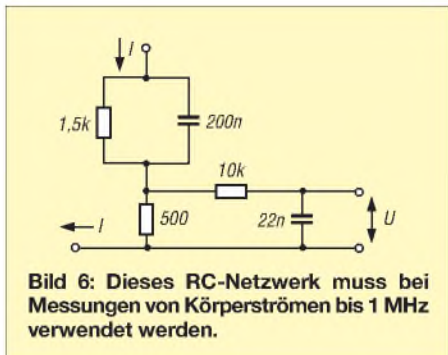 I
1,5k
200n
10k
500
22n
U
I
Bild 6: Dieses RC-Netzwerk muss bei
Messungen von Körperströmen bis 1 MHz
verwendet werden.